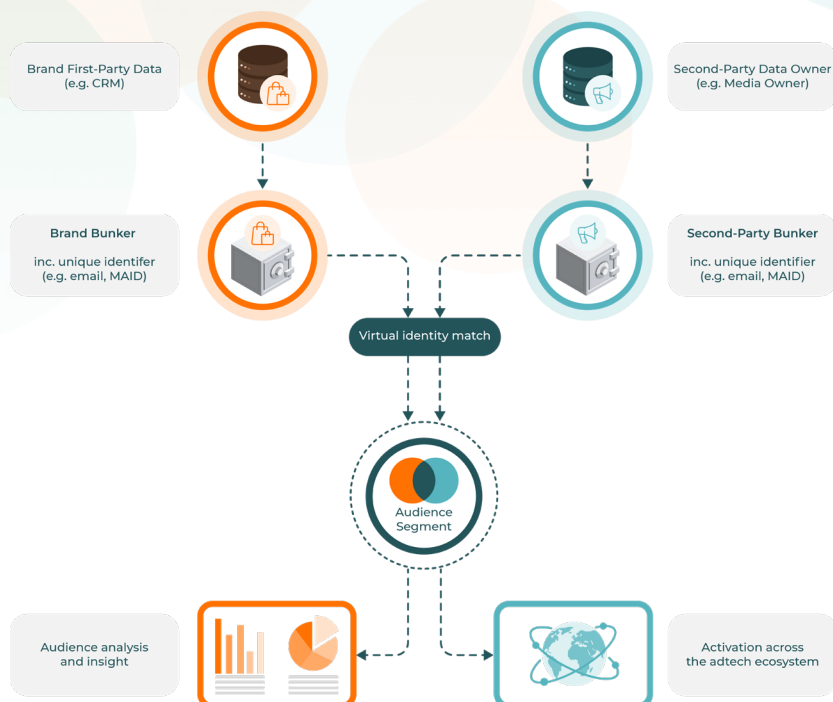 Brand First-Party Data
(e.g. CRM)
Second-Party Data Owner
(e.g. Media Owner)
Brand Bunker
inc. unique identifer
(e.g. email, MAID)
Second-Party Bunker
inc. unique identifier
(e.g. email, MAID)
Virtual identity match
Audience
Segment
Audience analysis
and insight
Activation across
the adtech ecosystem